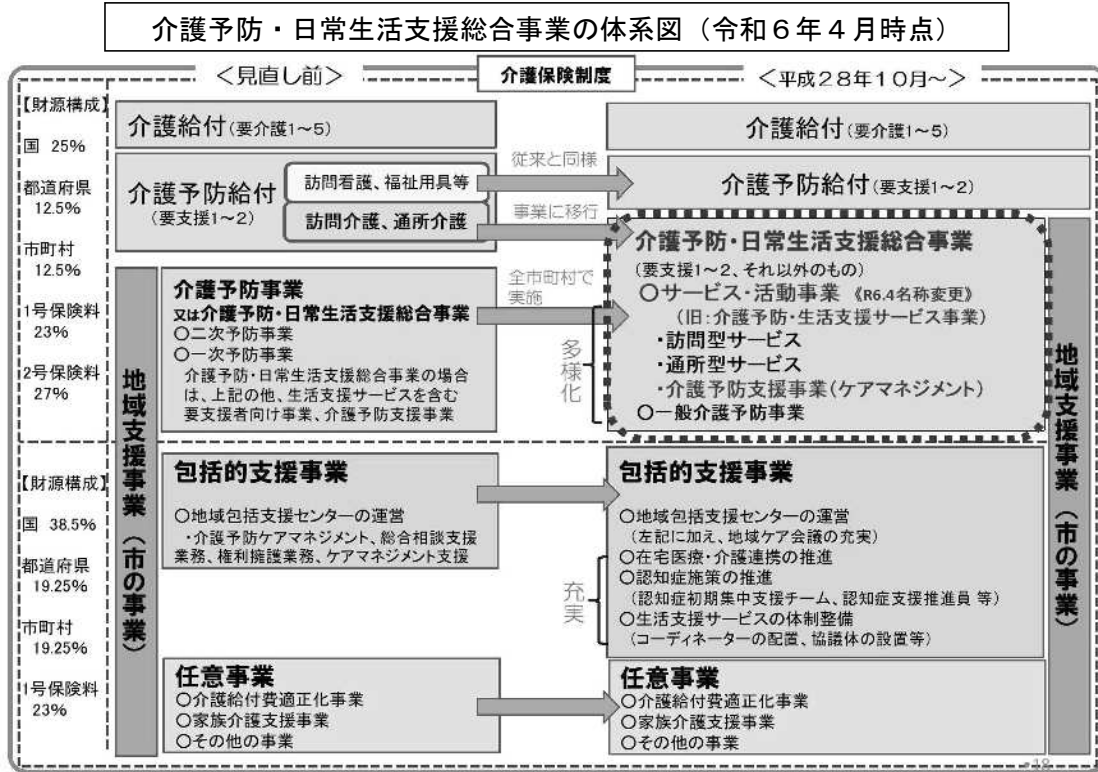 介護予防・日常生活支援総合事業の体系図（令和６年４月時点）
＜見直し前＞
介護保険制度
＜平成２８年１０月～＞
【財源構成】
国 25%
都道府県
12.5%
市町村
12.5%
1号保険料
23%
2号保険料
27%
【財源構成】
国 38.5%
都道府県
19.25%
市町村
19.25%
1号保険料
23%
介護給付（要介護1～5）
介護予防給付
（要支援1～2）
訪問看護、福祉用具等
訪問介護、通所介護
地域支援事業（市の事業）
介護予防事業
又は介護予防・日常生活支援総合事業
○二次予防事業
○一次予防事業
介護予防・日常生活支援総合事業の場合
は、上記の他、生活支援サービスを含む
要支援者向け事業、介護予防支援事業
包括的支援事業
○地域包括支援センターの運営
・介護予防ケアマネジメント、総合相談支援
業務、権利擁護業務、ケアマネジメント支援
任意事業
○介護給付費適正化事業
○家族介護支援事業
○その他の事業
従来と同様
事業に移行
全市町村で
実施
多様化
充実
介護給付（要介護1～5）
介護予防給付（要支援1～2）
介護予防・日常生活支援総合事業
（要支援1～2、それ以外のもの）
○サービス・活動事業 《R6.4名称変更》
（旧：介護予防・生活支援サービス事業）
・訪問型サービス
・通所型サービス
・介護予防支援事業（ケアマネジメント）
○一般介護予防事業
包括的支援事業
○地域包括支援センターの運営
（左記に加え、地域ケア会議の充実）
○在宅医療・介護連携の推進
○認知症施策の推進
（認知症初期集中支援チーム、認知症支援推進員 等）
○生活支援サービスの体制整備
（コーディネーターの配置、協議体の設置等）
任意事業
○介護給付費適正化事業
○家族介護支援事業
○その他の事業
地域支援事業（市の事業）
18